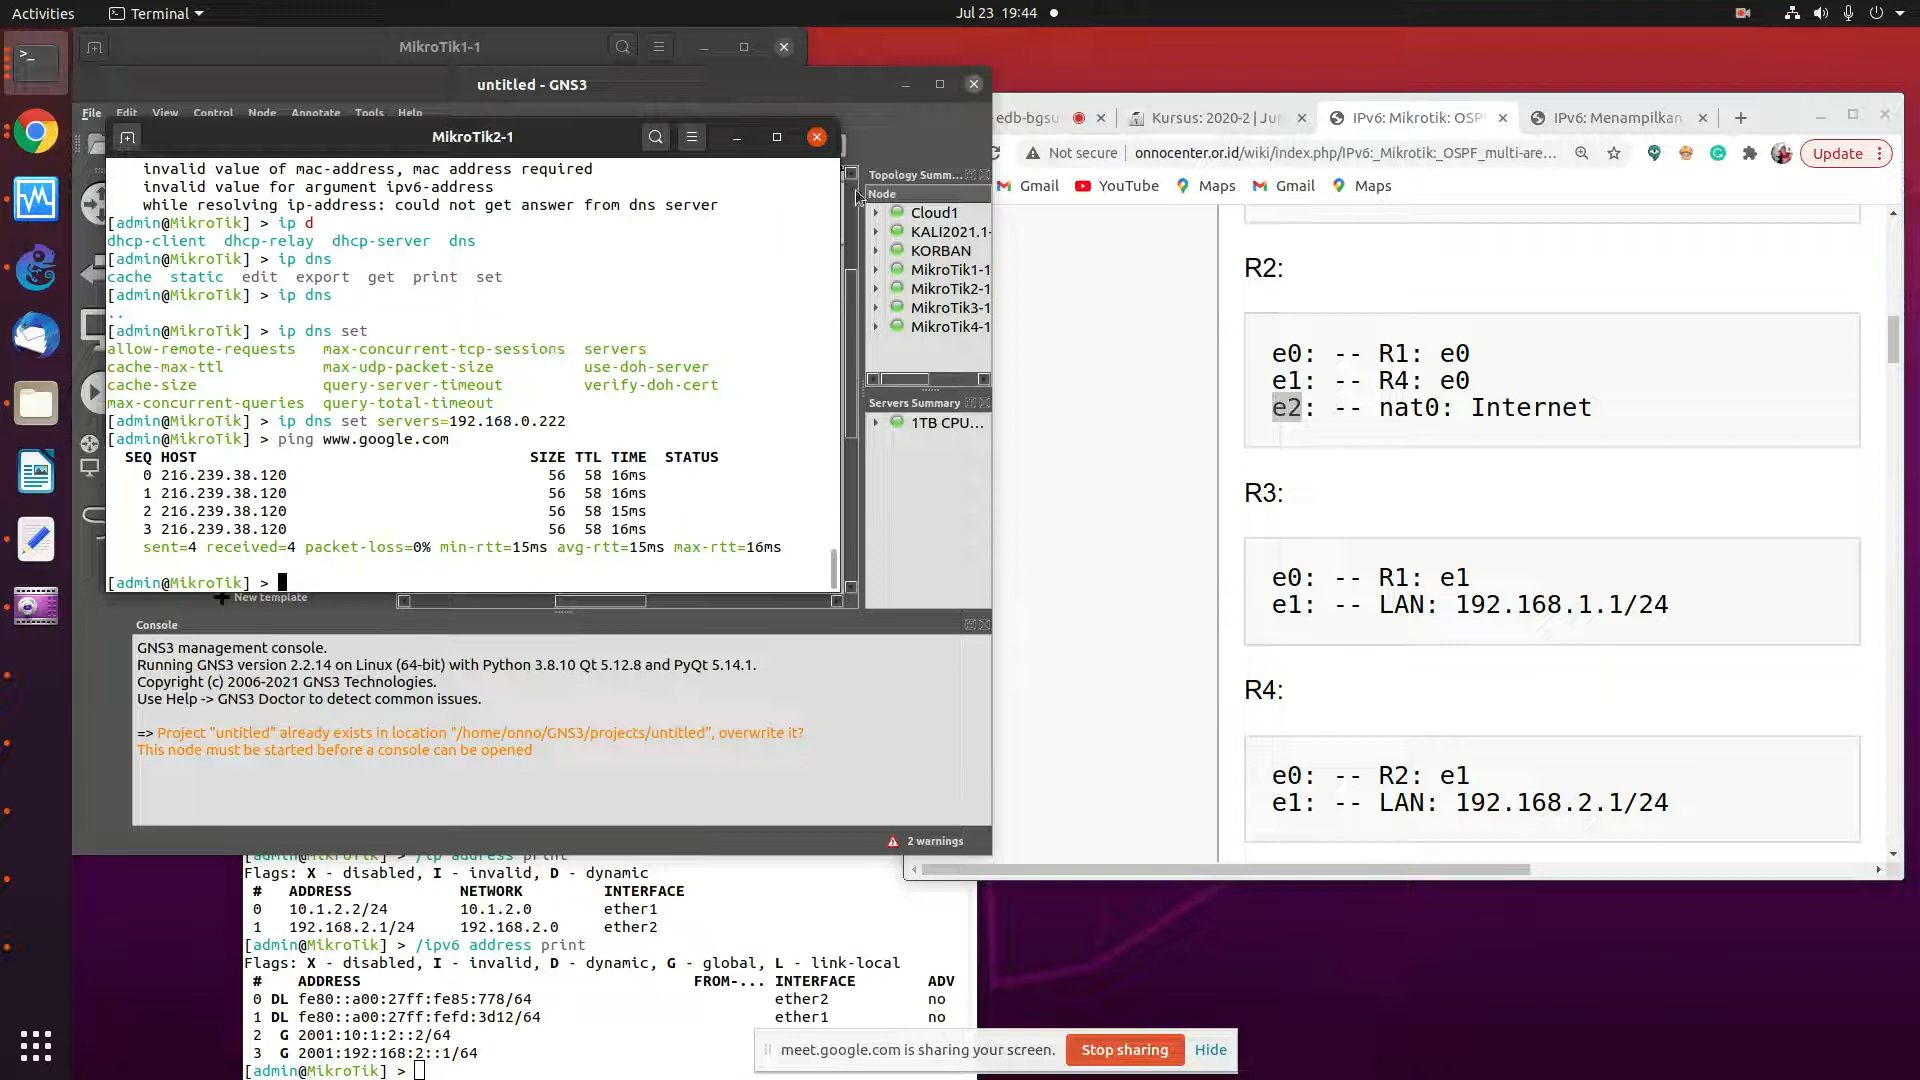 Activities
Terminal
Jul 23 19:44
MikroTik1-1
untitled - GNS3
File Edit View Control Node Annotate Tools Help
MikroTik2-1
invalid value of mac-address, mac address required
invalid value for argument ipv6-address
while resolving ip-address: could not get answer from dns server
[admin@MikroTik] > ip d
dhcp-client dhcp-relay dhcp-server dns
[admin@MikroTik] > ip dns
cache static edit export get print set
[admin@MikroTik] > ip dns
..
[admin@MikroTik] > ip dns set
allow-remote-requests max-concurrent-tcp-sessions servers
cache-max-ttl max-udp-packet-size use-doh-server
cache-size query-server-timeout verify-doh-cert
max-concurrent-queries query-total-timeout
[admin@MikroTik] > ip dns set servers=192.168.0.222
[admin@MikroTik] > ping www.google.com
SEQ HOST SIZE TTL TIME STATUS
0 216.239.38.120 56 58 16ms
1 216.239.38.120 56 58 16ms
2 216.239.38.120 56 58 15ms
3 216.239.38.120 56 58 16ms
sent=4 received=4 packet-loss=0% min-rtt=15ms avg-rtt=15ms max-rtt=16ms
[admin@MikroTik] >
New template
Topology Summ...
Node
Cloud1
KALI2021.1-
KORBAN
MikroTik1-1
MikroTik2-1
MikroTik3-1
MikroTik4-1
Servers Summary
1TB CPU...
Console
GNS3 management console.
Running GNS3 version 2.2.14 on Linux (64-bit) with Python 3.8.10 Qt 5.12.8 and PyQt 5.14.1.
Copyright (c) 2006-2021 GNS3 Technologies.
Use Help -> GNS3 Doctor to detect common issues.
=> Project "untitled" already exists in location "/home/onno/GNS3/projects/untitled", overwrite it?
This node must be started before a console can be opened
2 warnings
[admin@MikroTik] > /ip address print
Flags: X - disabled, I - invalid, D - dynamic
# ADDRESS NETWORK INTERFACE
0 10.1.2.2/24 10.1.2.0 ether1
1 192.168.2.1/24 192.168.2.0 ether2
[admin@MikroTik] > /ipv6 address print
Flags: X - disabled, I - invalid, D - dynamic, G - global, L - link-local
# ADDRESS FROM-... INTERFACE ADV
0 DL fe80::a00:27ff:fe85:778/64 ether2 no
1 DL fe80::a00:27ff:fefd:3d12/64 ether1 no
2 G 2001:10:1:2::2/64
3 G 2001:192:168:2::1/64
[admin@MikroTik] >
edb-bgsu
Kursus: 2020-2 | Ju
IPv6: Mikrotik: OSP
IPv6: Menampilkan
Not secure
onnocenter.or.id/wiki/index.php/IPv6:_Mikrotik:_OSPF_multi-are...
Update
Gmail YouTube Maps Gmail Maps
R2:
e0: -- R1: e0
e1: -- R4: e0
e2: -- nat0: Internet
R3:
e0: -- R1: e1
e1: -- LAN: 192.168.1.1/24
R4:
e0: -- R2: e1
e1: -- LAN: 192.168.2.1/24
meet.google.com is sharing your screen.
Stop sharing
Hide